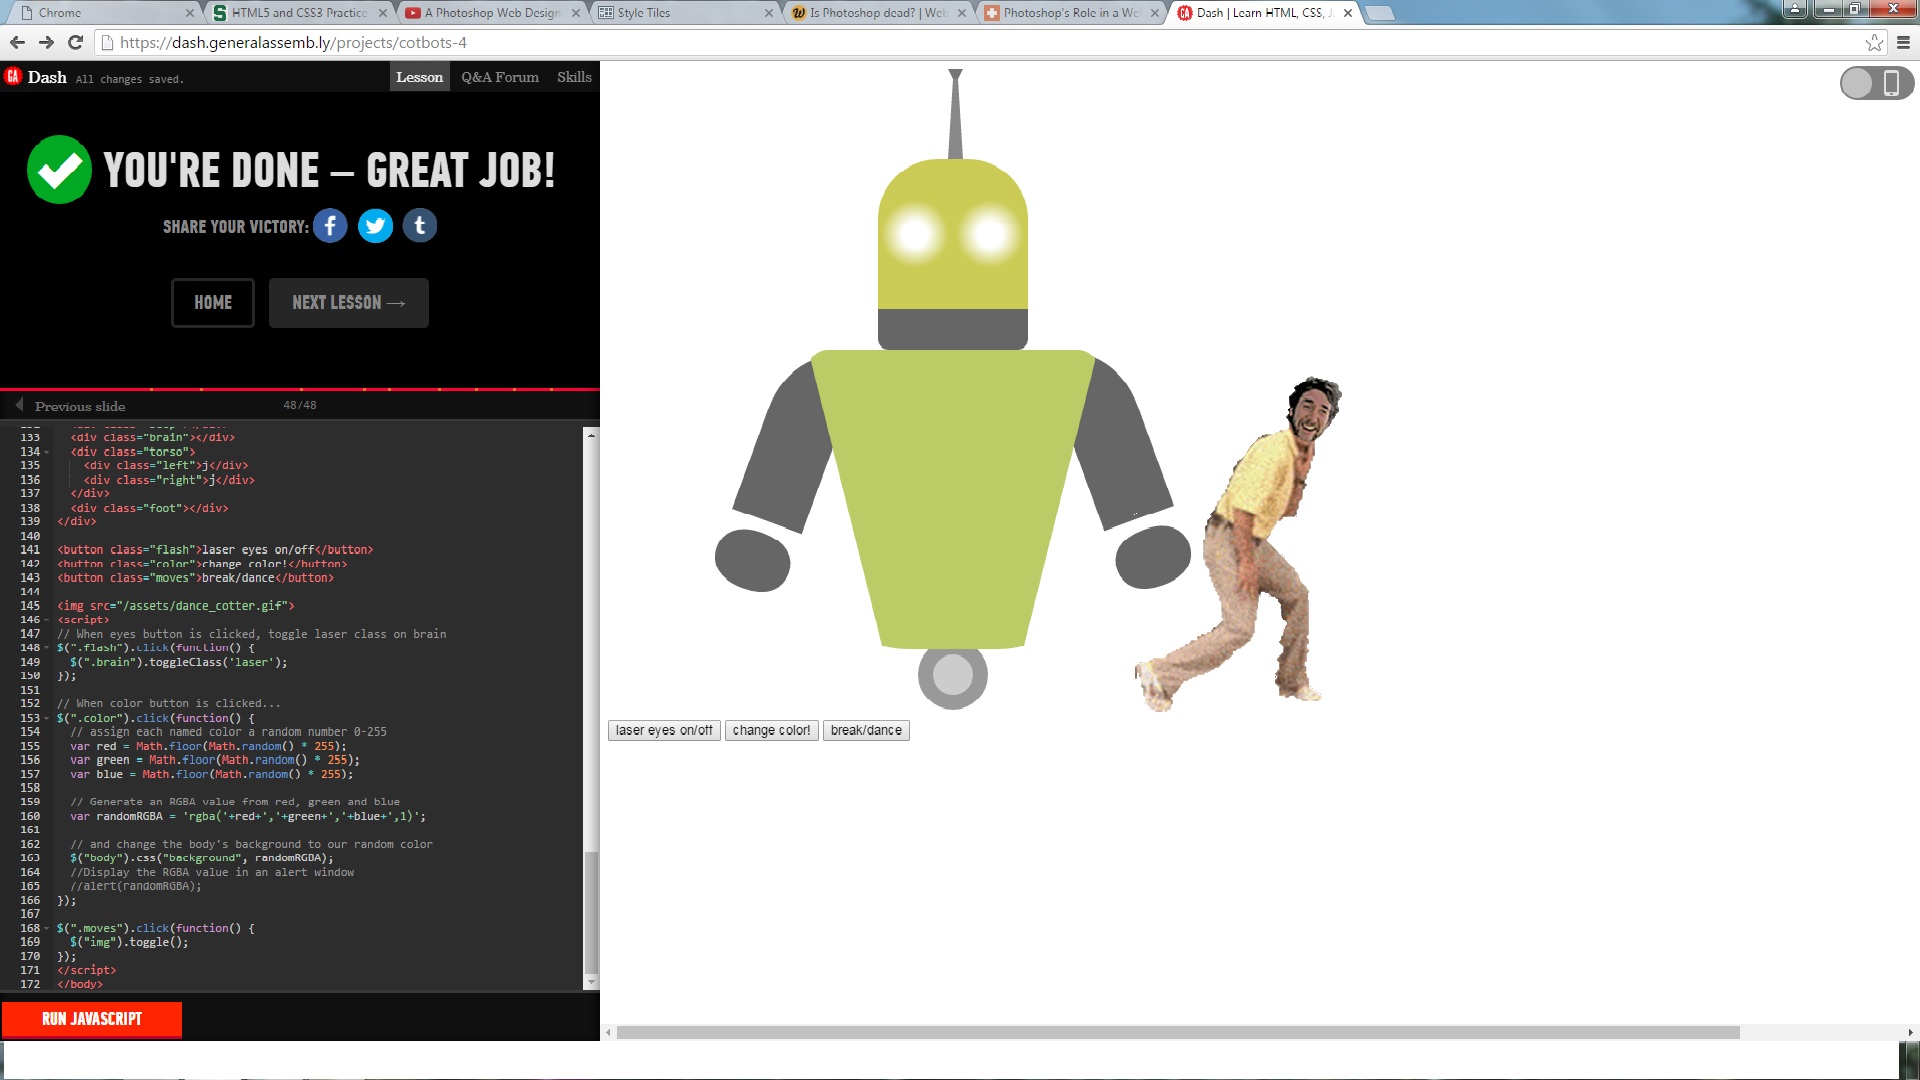 Chrome
HTML5 and CSS3 Practice
A Photoshop Web Design
Style Tiles
Is Photoshop dead? | Web
Photoshop's Role in a We
Dash | Learn HTML, CSS, J
https://dash.generalassemb.ly/projects/cotbots-4
GA Dash All changes saved.
Lesson Q&A Forum Skills
YOU'RE DONE — GREAT JOB!
SHARE YOUR VICTORY: f t
HOME NEXT LESSON →
Previous slide 48/48
133 <div class="brain"></div>
134 <div class="torso">
135 <div class="left">j</div>
136 <div class="right">j</div>
137 </div>
138 <div class="foot"></div>
139 </div>
140
141 <button class="flash">laser eyes on/off</button>
142 <button class="color">change color!</button>
143 <button class="moves">break/dance</button>
144
145 <img src="/assets/dance_cotter.gif">
146 <script>
147 // When eyes button is clicked, toggle laser class on brain
148 $(".flash").click(function() {
149 $(".brain").toggleClass('laser');
150 });
151
152 // When color button is clicked...
153 $(".color").click(function() {
154 // assign each named color a random number 0-255
155 var red = Math.floor(Math.random() * 255);
156 var green = Math.floor(Math.random() * 255);
157 var blue = Math.floor(Math.random() * 255);
158
159 // Generate an RGBA value from red, green and blue
160 var randomRGBA = 'rgba('+red+','+green+','+blue+',1)';
161
162 // and change the body's background to our random color
163 $("body").css("background", randomRGBA);
164 //Display the RGBA value in an alert window
165 //alert(randomRGBA);
166 });
167
168 $(".moves").click(function() {
169 $("img").toggle();
170 });
171 </script>
172 </body>
RUN JAVASCRIPT
laser eyes on/off change color! break/dance